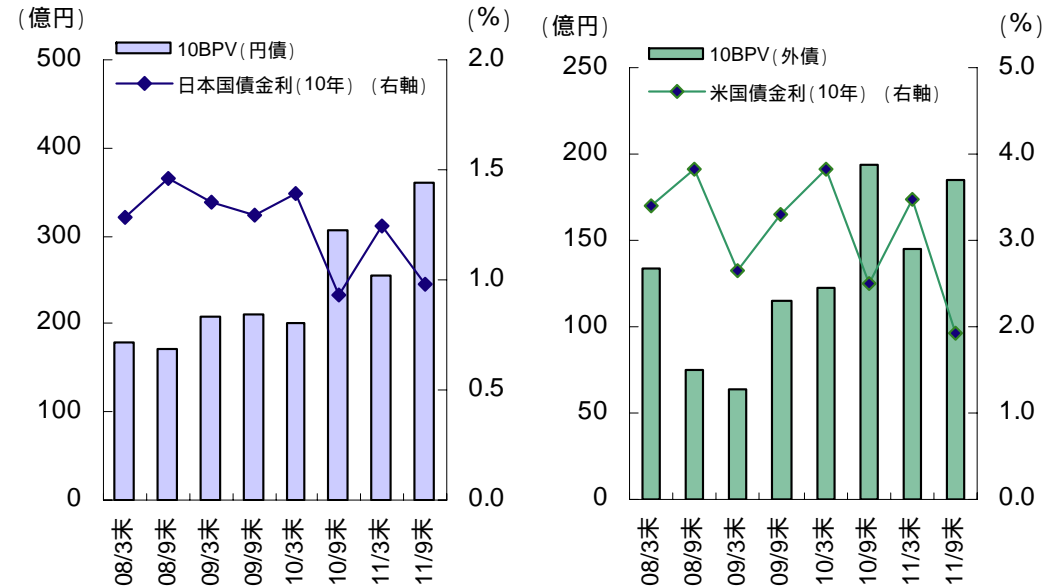 (億円)
(%)
10BPV(円債)
日本国債金利(10年) (右軸)
500
400
300
200
100
0
2.0
1.5
1.0
0.5
0.0
08/3末
08/9末
09/3末
09/9末
10/3末
10/9末
11/3末
11/9末
(億円)
(%)
10BPV(外債)
米国債金利(10年) (右軸)
250
200
150
100
50
0
5.0
4.0
3.0
2.0
1.0
0.0
08/3末
08/9末
09/3末
09/9末
10/3末
10/9末
11/3末
11/9末